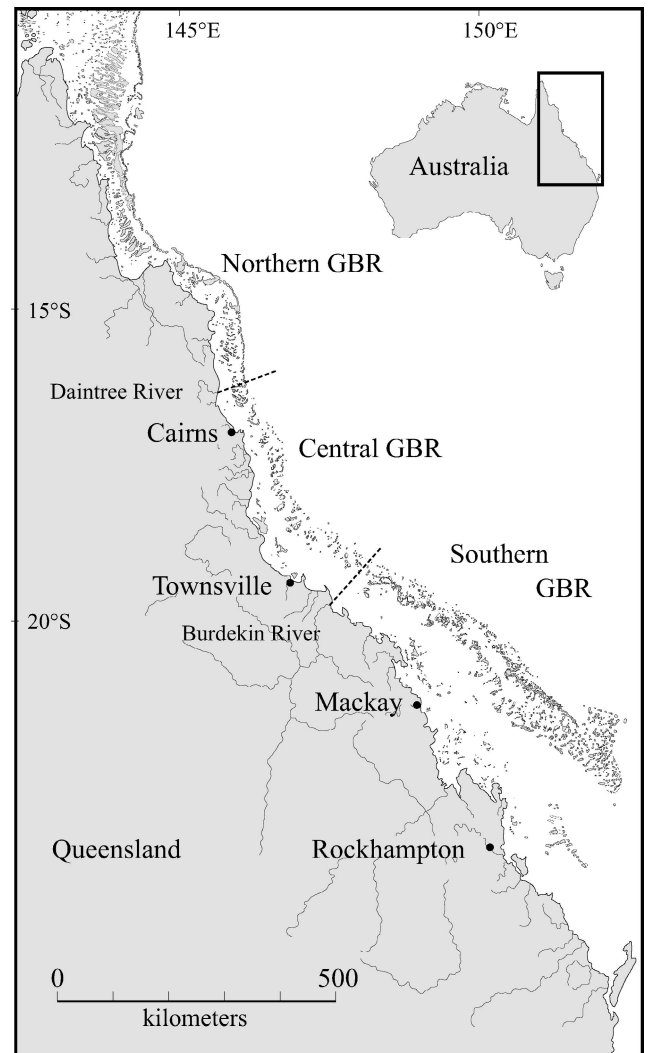 145°E
150°E
Australia
Northern GBR
15°S
Daintree River
Cairns
Central GBR
Southern
GBR
Townsville
20°S
Burdekin River
Mackay
Queensland
Rockhampton
0
500
kilometers